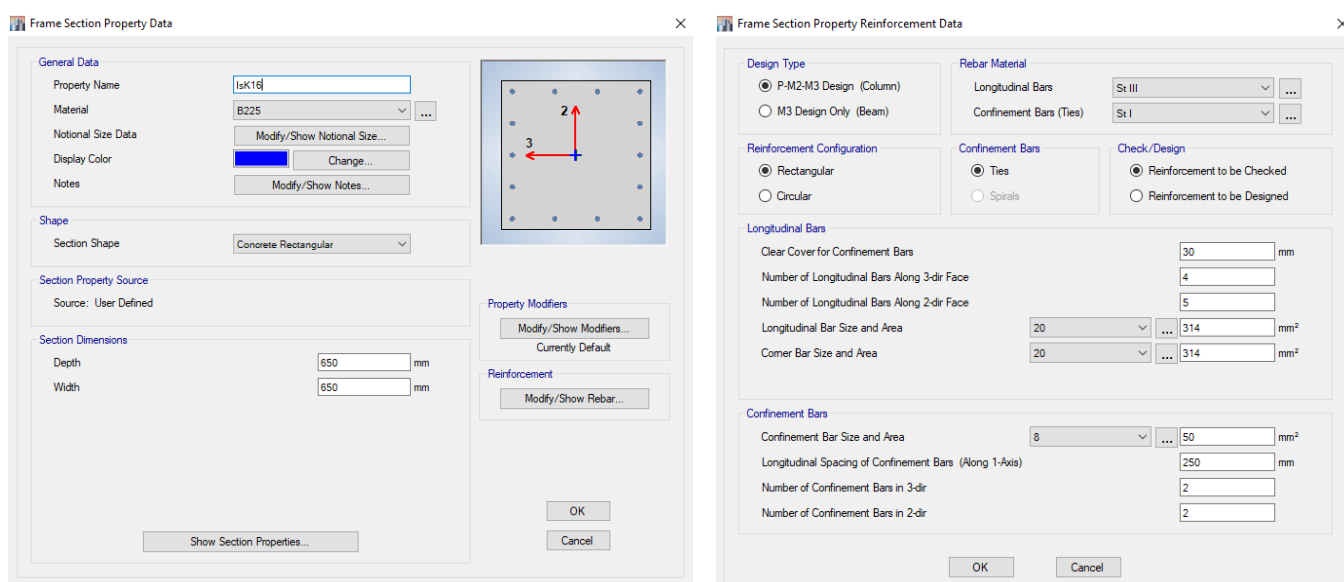 Frame Section Property Data
General Data
Property Name IsK16
Material B225 ...
Notional Size Data Modify/Show Notional Size...
Display Color Change...
Notes Modify/Show Notes...
2
3
Shape
Section Shape Concrete Rectangular
Section Property Source
Source: User Defined
Property Modifiers
Modify/Show Modifiers...
Currently Default
Section Dimensions
Depth 650 mm
Width 650 mm
Reinforcement
Modify/Show Rebar...
OK
Show Section Properties...
Cancel
Frame Section Property Reinforcement Data
Design Type
P-M2-M3 Design (Column)
M3 Design Only (Beam)
Rebar Material
Longitudinal Bars St III ...
Confinement Bars (Ties) St I ...
Reinforcement Configuration
Rectangular
Circular
Confinement Bars
Ties
Spirals
Check/Design
Reinforcement to be Checked
Reinforcement to be Designed
Longitudinal Bars
Clear Cover for Confinement Bars 30 mm
Number of Longitudinal Bars Along 3-dir Face 4
Number of Longitudinal Bars Along 2-dir Face 5
Longitudinal Bar Size and Area 20 ... 314 mm²
Corner Bar Size and Area 20 ... 314 mm²
Confinement Bars
Confinement Bar Size and Area 8 ... 50 mm²
Longitudinal Spacing of Confinement Bars (Along 1-Axis) 250 mm
Number of Confinement Bars in 3-dir 2
Number of Confinement Bars in 2-dir 2
OK Cancel